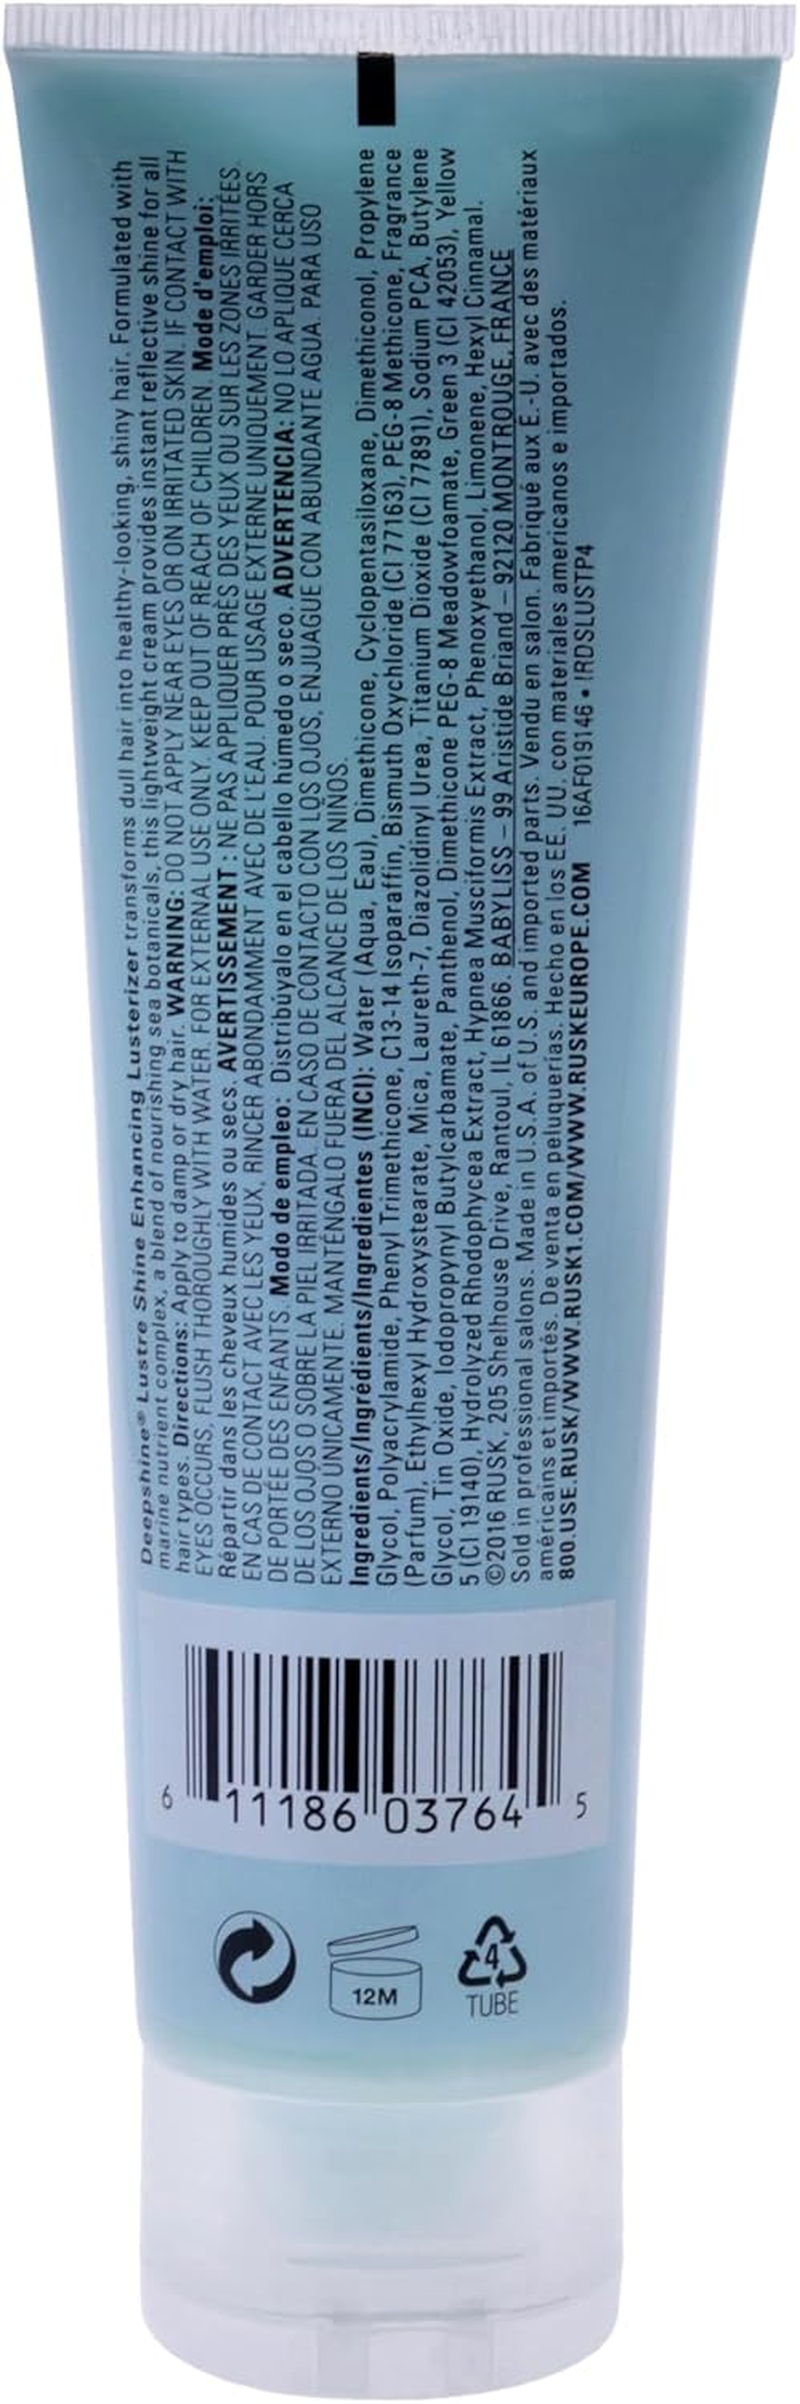 Deepshine® Lustre Shine Enhancing Lusterizer transforms dull hair into healthy-looking, shiny hair. Formulated with
marine nutrient complex, a blend of nourishing sea botanicals, this lightweight cream provides instant reflective shine for all
hair types. Directions: Apply to damp or dry hair. WARNING: DO NOT APPLY NEAR EYES OR ON IRRITATED SKIN. IF CONTACT WITH
EYES OCCURS, FLUSH THOROUGHLY WITH WATER. FOR EXTERNAL USE ONLY. KEEP OUT OF REACH OF CHILDREN. Mode d'emploi:
Répartir dans les cheveux humides ou secs. AVERTISSEMENT : NE PAS APPLIQUER PRÈS DES YEUX OU SUR LES ZONES IRRITÉES.
EN CAS DE CONTACT AVEC LES YEUX, RINCER ABONDAMMENT AVEC DE L'EAU. POUR USAGE EXTERNE UNIQUEMENT. GARDER HORS
DE PORTÉE DES ENFANTS. Modo de empleo: Distribúyalo en el cabello húmedo o seco. ADVERTENCIA: NO LO APLIQUE CERCA
DE LOS OJOS O SOBRE LA PIEL IRRITADA. EN CASO DE CONTACTO CON LOS OJOS, ENJUAGUE CON ABUNDANTE AGUA. PARA USO
EXTERNO ÚNICAMENTE. MANTÉNGALO FUERA DEL ALCANCE DE LOS NIÑOS.
Ingredients/Ingrédients/Ingredientes (INCI): Water (Aqua, Eau), Dimethicone, Cyclopentasiloxane, Dimethiconol, Propylene
Glycol, Polyacrylamide, Phenyl Trimethicone, C13-14 Isoparaffin, Bismuth Oxychloride (CI 77163), PEG-8 Methicone, Fragrance
(Parfum), Ethylhexyl Hydroxystearate, Mica, Laureth-7, Diazolidinyl Urea, Titanium Dioxide (CI 77891), Sodium PCA, Butylene
Glycol, Tin Oxide, Iodopropynyl Butylcarbamate, Panthenol, Dimethicone PEG-8 Meadowfoamate, Green 3 (CI 42053), Yellow
5 (CI 19140), Hydrolyzed Rhodophycea Extract, Hypnea Musciformis Extract, Phenoxyethanol, Limonene, Hexyl Cinnamal.
©2016 RUSK, 205 Shelhouse Drive, Rantoul, IL 61866 BABYLISS – 99 Aristide Briand – 92120 MONTROUGE, FRANCE
Sold in professional salons. Made in U.S.A. of U.S. and imported parts. Vendu en salon. Fabriqué aux E.-U. avec des matériaux
américains et importés. De venta en peluquerías. Hecho en los EE. UU. con materiales americanos e importados.
800.USE.RUSK/WWW.RUSK1.COM/WWW.RUSKEUROPE.COM 16AF019146 • IRDSLUSTP4
6 11186 03764 5
12M
4
TUBE